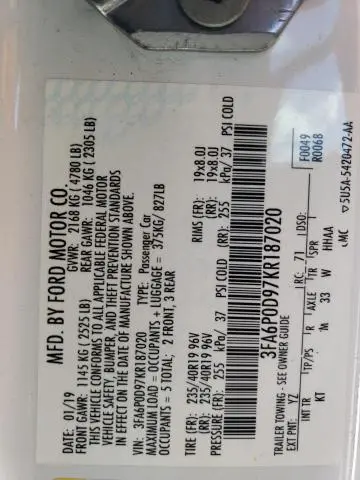 MFD. BY FORD MOTOR CO.
01/19 GVWR: 2168 KG (4780 LB)
FRONT GAWR: 1145 KG (2525 LB) REAR GAWR: 1046 KG (2305 LB)
THIS VEHICLE CONFORMS TO ALL APPLICABLE FEDERAL MOTOR
VEHICLE SAFETY, BUMPER, AND THEFT PREVENTION STANDARDS
IN EFFECT ON THE DATE OF MANUFACTURE SHOWN ABOVE.
VIN: 3FA6P0D97KR187020 TYPE: Passenger Car
MAXIMUM LOAD = OCCUPANTS + LUGGAGE = 375KG/ 827LB
OCCUPANTS = 5 TOTAL; 2 FRONT, 3 REAR
TIRE (FR): 235/40R19 96V RIMS (FR): 19x8.0J
(RR): 235/40R19 96V (RR): 19x8.0J
PRESSURE (FR): 255 kPa/ 37 PSI COLD (RR): 255 kPa/ 37 PSI COLD
3FA6P0D97KR187020
F0049
R0068
TRAILER TOWING - SEE OWNER GUIDE
EXT PNT: YZ RC: 71 DSO:
INT TR TP/PS R AXLE TR SPR
KT M 33 W HHAA
MC 5U5A-5420472-AA